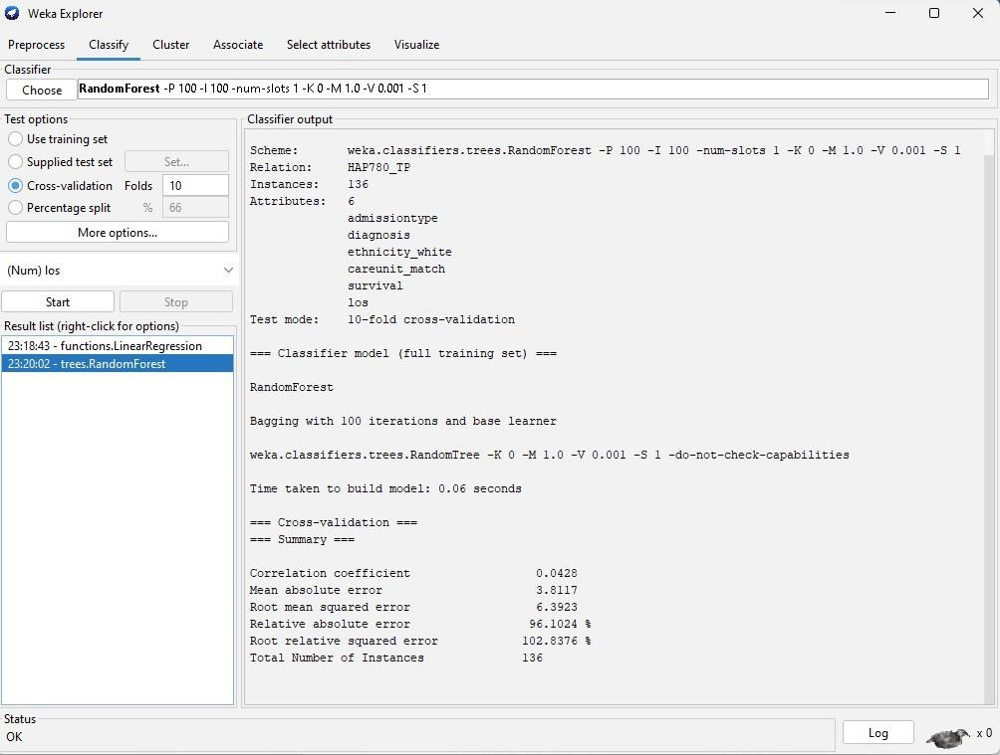 Weka Explorer
Preprocess Classify Cluster Associate Select attributes Visualize
Classifier
Choose RandomForest -P 100 -I 100 -num-slots 1 -K 0 -M 1.0 -V 0.001 -S 1
Test options
Use training set
Supplied test set Set...
Cross-validation Folds 10
Percentage split % 66
More options...
(Num) los
Start Stop
Result list (right-click for options)
23:18:43 - functions.LinearRegression
23:20:02 - trees.RandomForest
Classifier output
Scheme: weka.classifiers.trees.RandomForest -P 100 -I 100 -num-slots 1 -K 0 -M 1.0 -V 0.001 -S 1
Relation: HAP780_TP
Instances: 136
Attributes: 6
admissiontype
diagnosis
ethnicity_white
careunit_match
survival
los
Test mode: 10-fold cross-validation
=== Classifier model (full training set) ===
RandomForest
Bagging with 100 iterations and base learner
weka.classifiers.trees.RandomTree -K 0 -M 1.0 -V 0.001 -S 1 -do-not-check-capabilities
Time taken to build model: 0.06 seconds
=== Cross-validation ===
=== Summary ===
Correlation coefficient 0.0428
Mean absolute error 3.8117
Root mean squared error 6.3923
Relative absolute error 96.1024 %
Root relative squared error 102.8376 %
Total Number of Instances 136
Status
OK
Log x 0